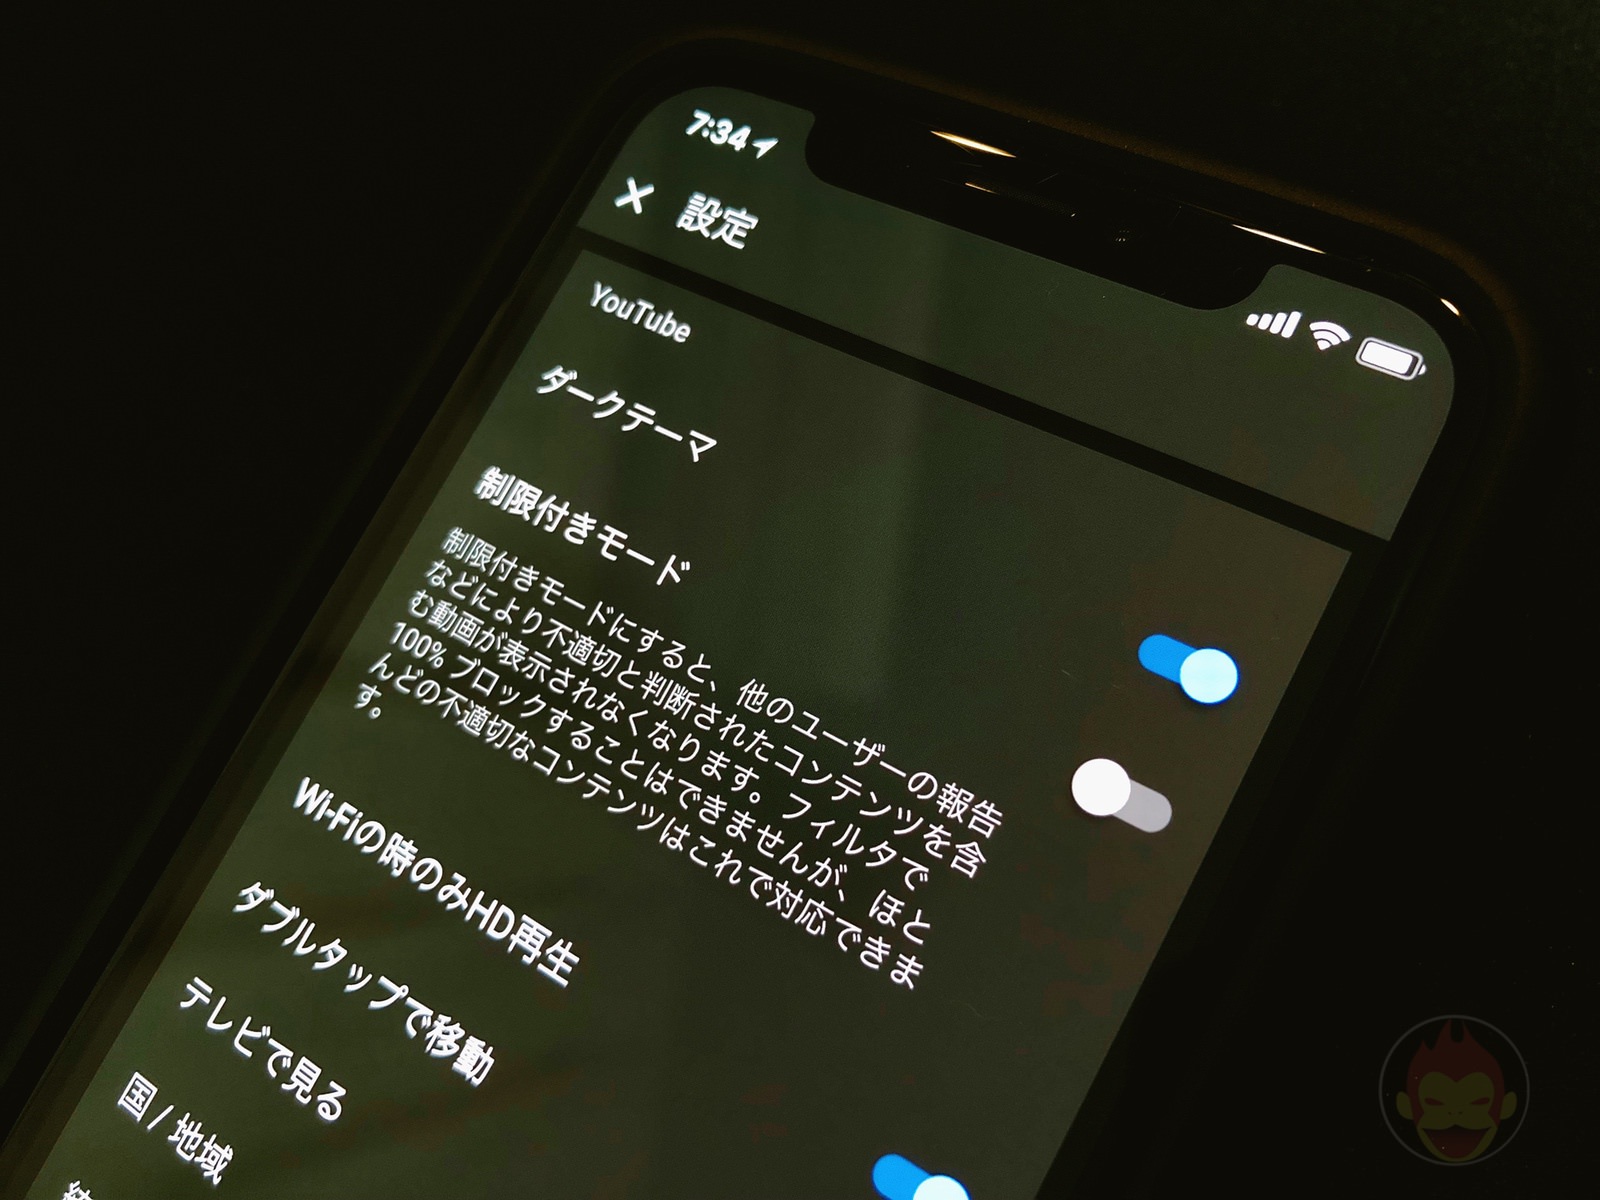 7:34
設定
YouTube
ダークテーマ
制限付きモード
制限付きモードにすると、他のユーザーの報告
などにより不適切と判断されたコンテンツを含
む動画が表示されなくなります。フィルタで
100% ブロックすることはできませんが、ほと
んどの不適切なコンテンツはこれで対応できま
す。
Wi-Fiの時のみHD再生
ダブルタップで移動
テレビで見る
国 / 地域